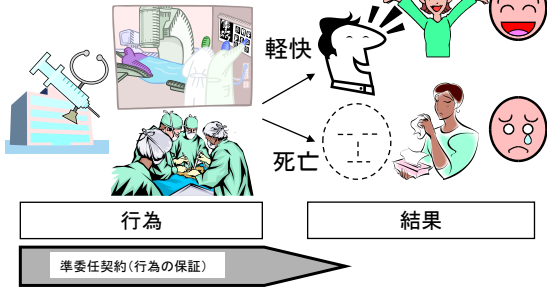 軽快
死亡
行為
結果
準委任契約(行為の保証)